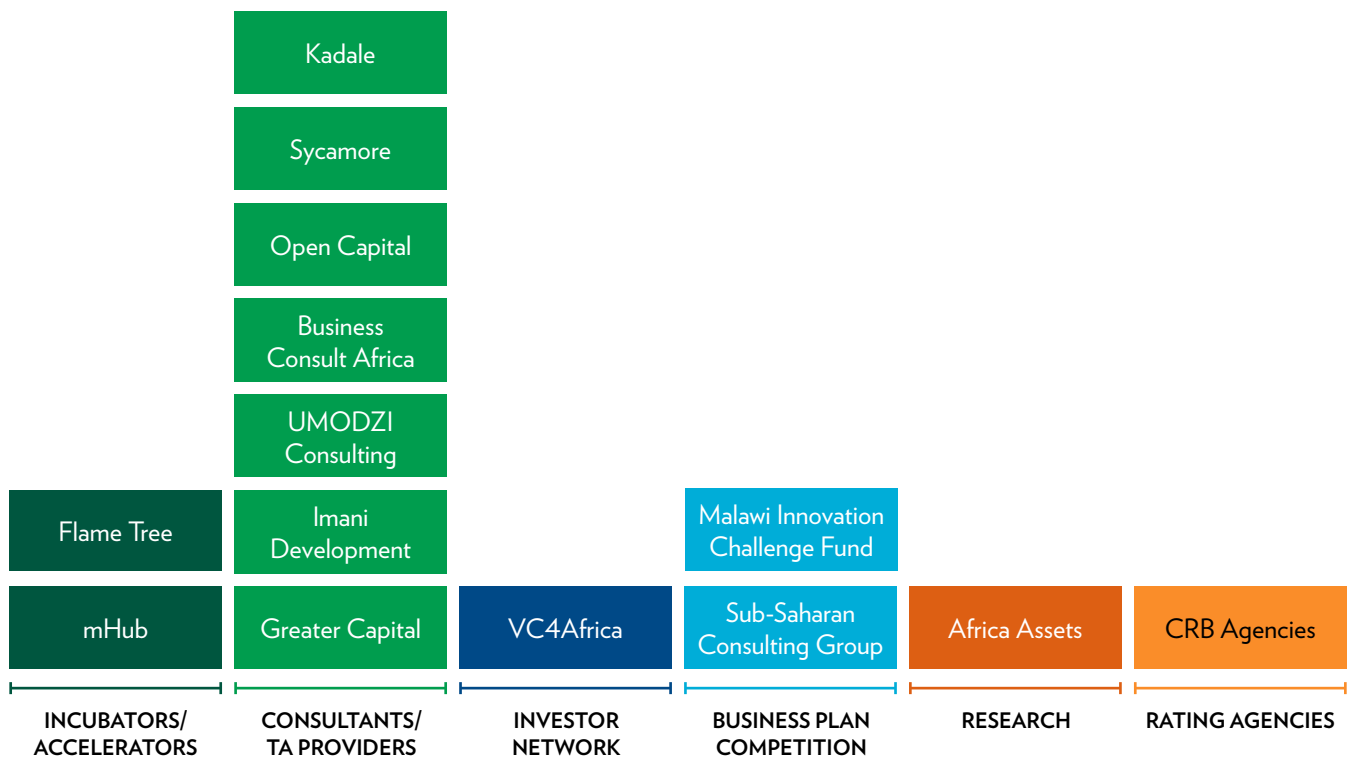 Kadale
Sycamore
Open Capital
Business
Consult Africa
UMODZI
Consulting
Flame Tree
Imani
Development
Malawi Innovation
Challenge Fund
mHub
Greater Capital
VC4Africa
Sub-Saharan
Consulting Group
Africa Assets
CRB Agencies
INCUBATORS/
ACCELERATORS
CONSULTANTS/
TA PROVIDERS
INVESTOR
NETWORK
BUSINESS PLAN
COMPETITION
RESEARCH
RATING AGENCIES